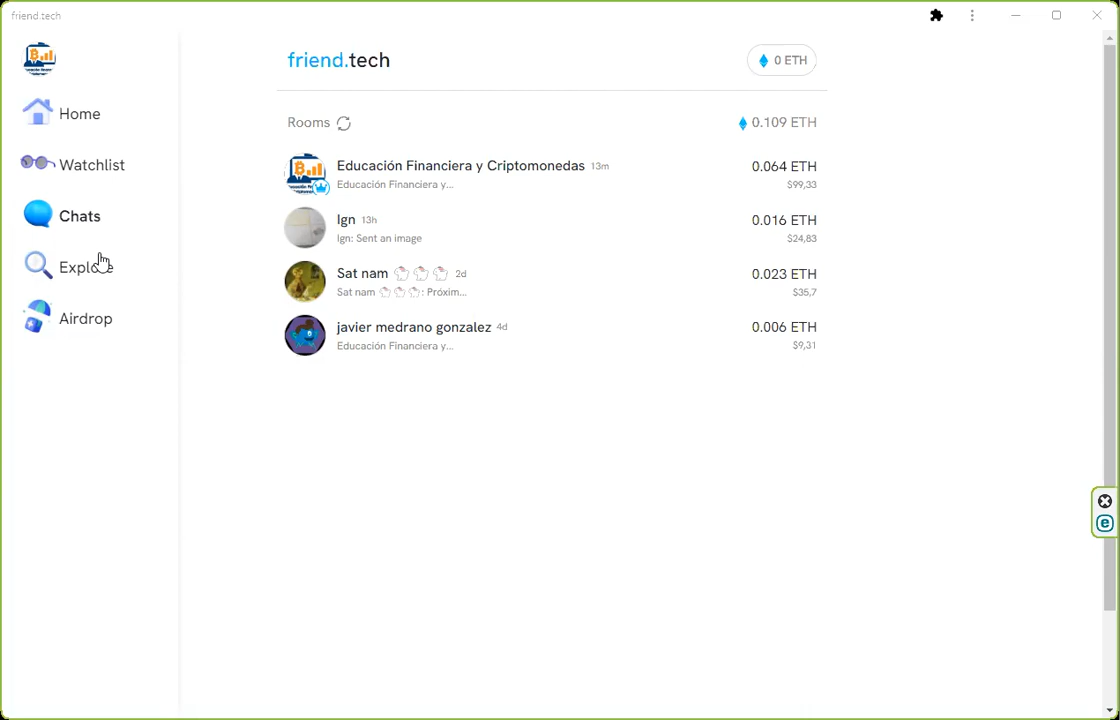 friend.tech
Home
Watchlist
Chats
Explore
Airdrop
friend.tech
0 ETH
Rooms
0.109 ETH
Educación Financiera y Criptomonedas 13m
0.064 ETH
Educación Financiera y...
$99,33
Ign 13h
0.016 ETH
Ign: Sent an image
$24,83
Sat nam 2d
0.023 ETH
Sat nam : Próxim...
$35,7
javier medrano gonzalez 4d
0.006 ETH
Educación Financiera y...
$9,31